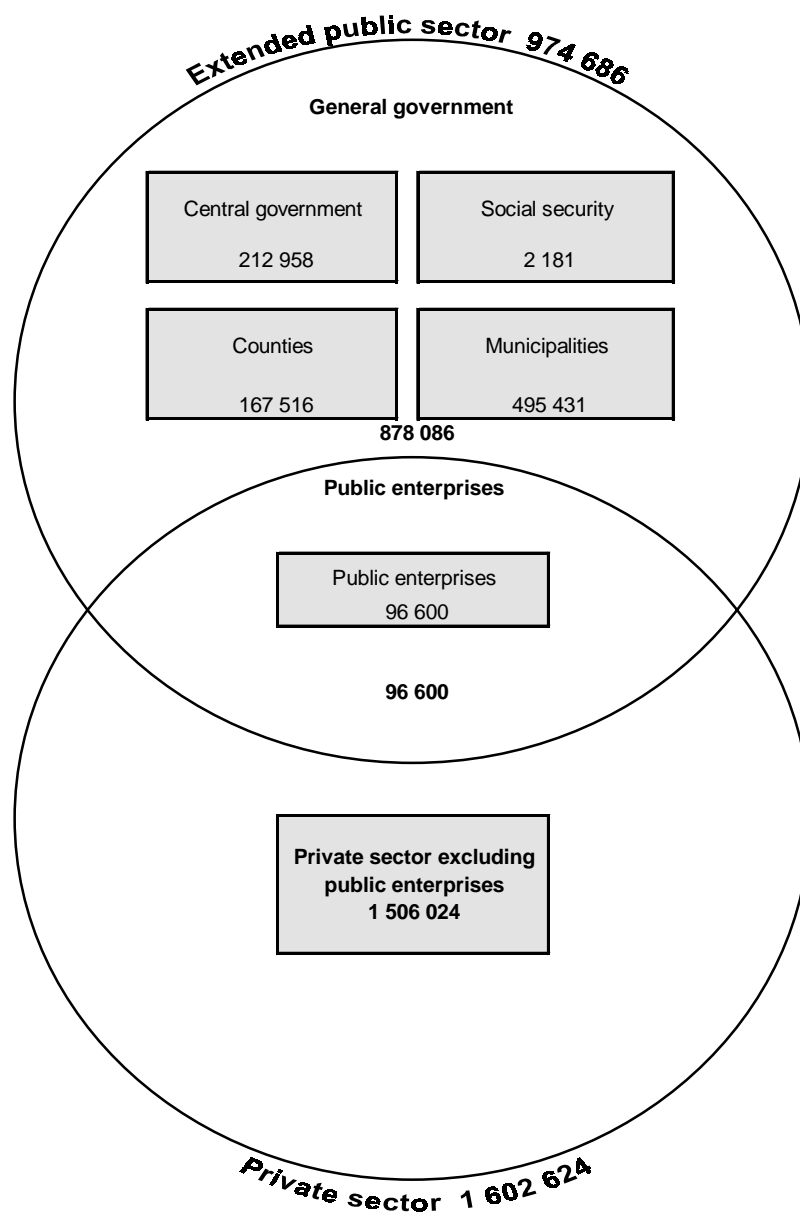 Extended public sector 974 686
General government
Central government
212 958
Social security
2 181
Counties
167 516
Municipalities
495 431
878 086
Public enterprises
Public enterprises
96 600
96 600
Private sector excluding
public enterprises
1 506 024
Private sector 1 602 624